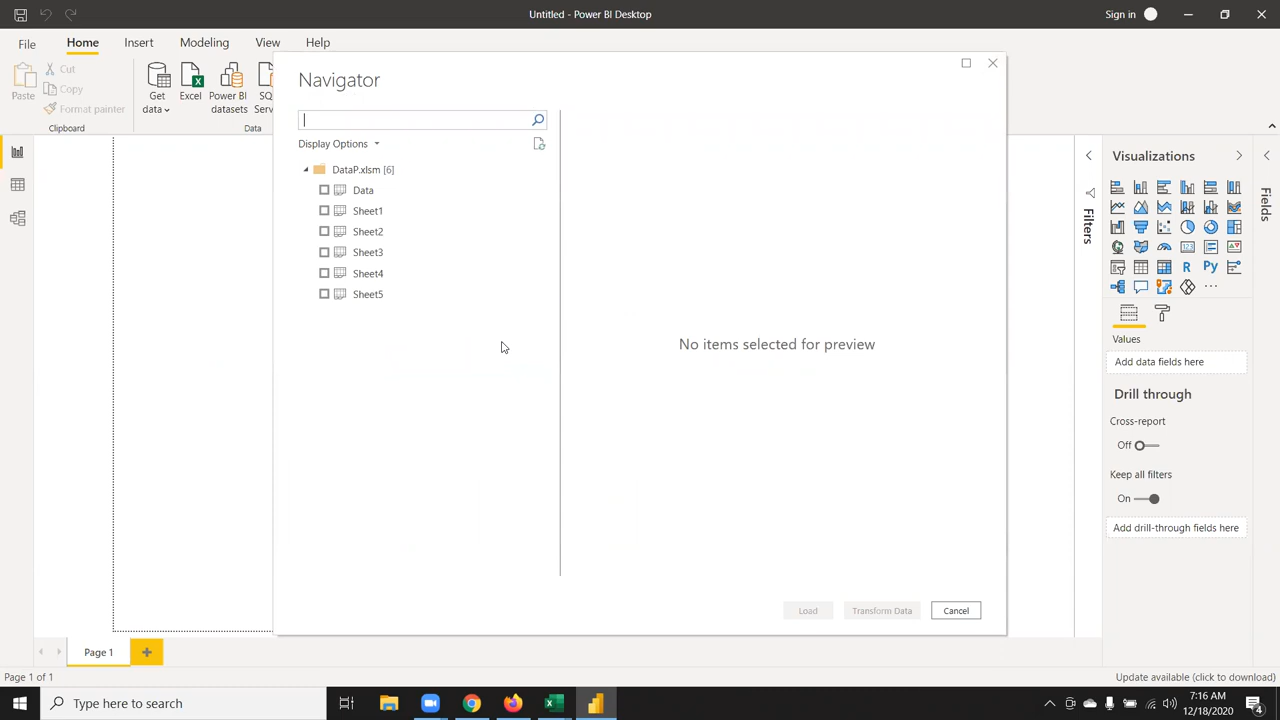 Untitled - Power BI Desktop
Sign in
File
Home
Insert
Modeling
View
Help
Paste
Cut
Copy
Format painter
Clipboard
Get data
Excel
Power BI datasets
Data
Navigator
Display Options
DataP.xlsm [6]
Data
Sheet1
Sheet2
Sheet3
Sheet4
Sheet5
No items selected for preview
Load
Transform Data
Cancel
Filters
Visualizations
Fields
R
Py
123
Values
Add data fields here
Drill through
Cross-report
Off
Keep all filters
On
Add drill-through fields here
Page 1
Page 1 of 1
Update available (click to download)
Type here to search
7:16 AM
12/18/2020
4